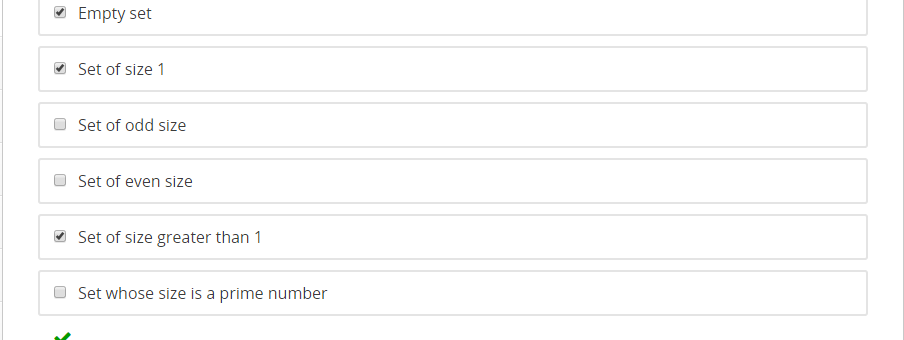 Empty set
Set of size 1
Set of odd size
Set of even size
Set of size greater than 1
Set whose size is a prime number